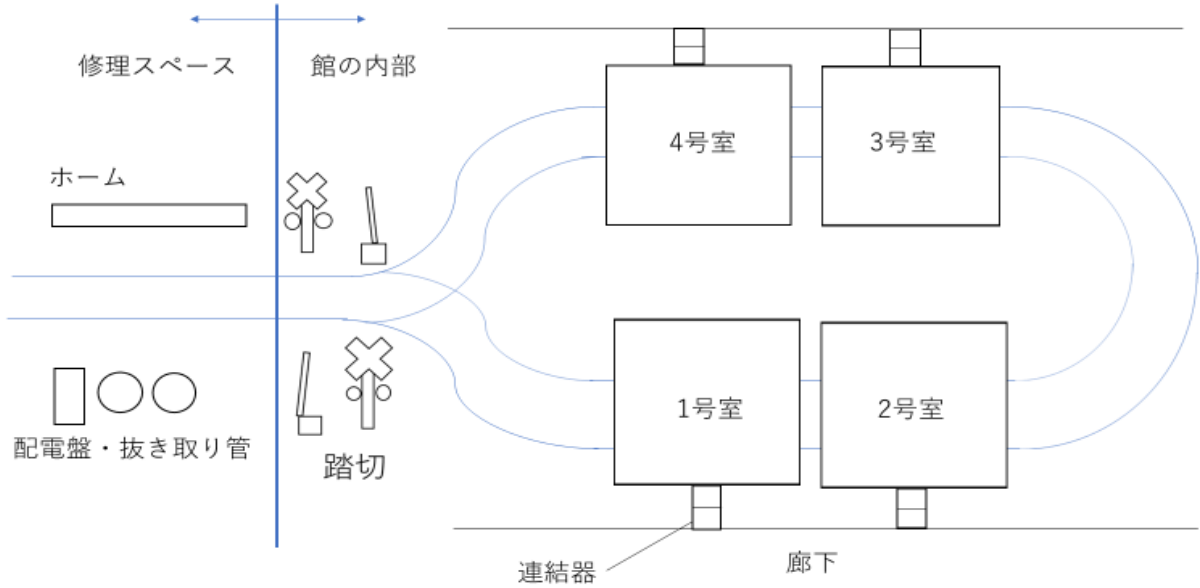 修理スペース
館の内部
ホーム
4号室
3号室
1号室
2号室
配電盤・抜き取り管
踏切
連結器
廊下